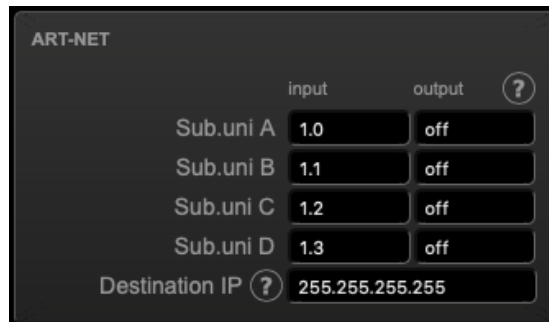 ART-NET
input output ?
Sub.uni A 1.0 off
Sub.uni B 1.1 off
Sub.uni C 1.2 off
Sub.uni D 1.3 off
Destination IP ? 255.255.255.255